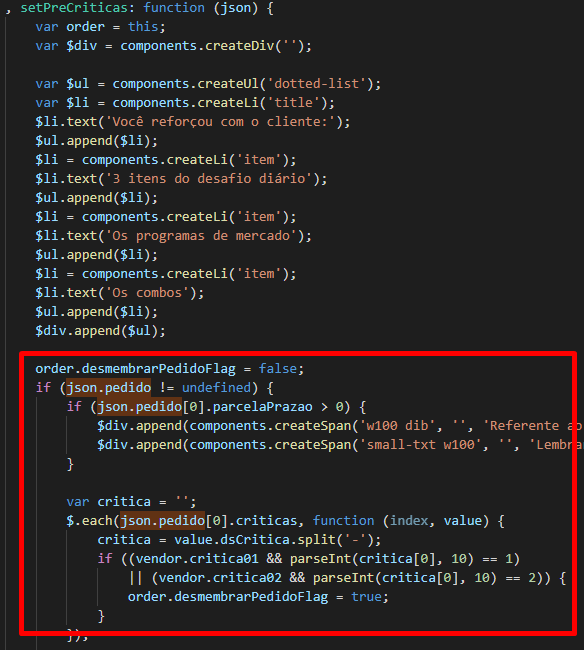 , setPreCriticas: function (json) {
var order = this;
var $div = components.createDiv('');
var $ul = components.createUl('dotted-list');
var $li = components.createLi('title');
$li.text('Você reforçou com o cliente:');
$ul.append($li);
$li = components.createLi('item');
$li.text('3 itens do desafio diário');
$ul.append($li);
$li = components.createLi('item');
$li.text('Os programas de mercado');
$ul.append($li);
$li = components.createLi('item');
$li.text('Os combos');
$ul.append($li);
$div.append($ul);
order.desmembrarPedidoFlag = false;
if (json.pedido != undefined) {
if (json.pedido[0].parcelaPrazao > 0) {
$div.append(components.createSpan('w100 dib', '', 'Referente ao
$div.append(components.createSpan('small-txt w100', '', 'Lembra
}
var critica = '';
$.each(json.pedido[0].criticas, function (index, value) {
critica = value.dsCritica.split('-');
if ((vendor.critica01 && parseInt(critica[0], 10) == 1)
|| (vendor.critica02 && parseInt(critica[0], 10) == 2)) {
order.desmembrarPedidoFlag = true;
}
});